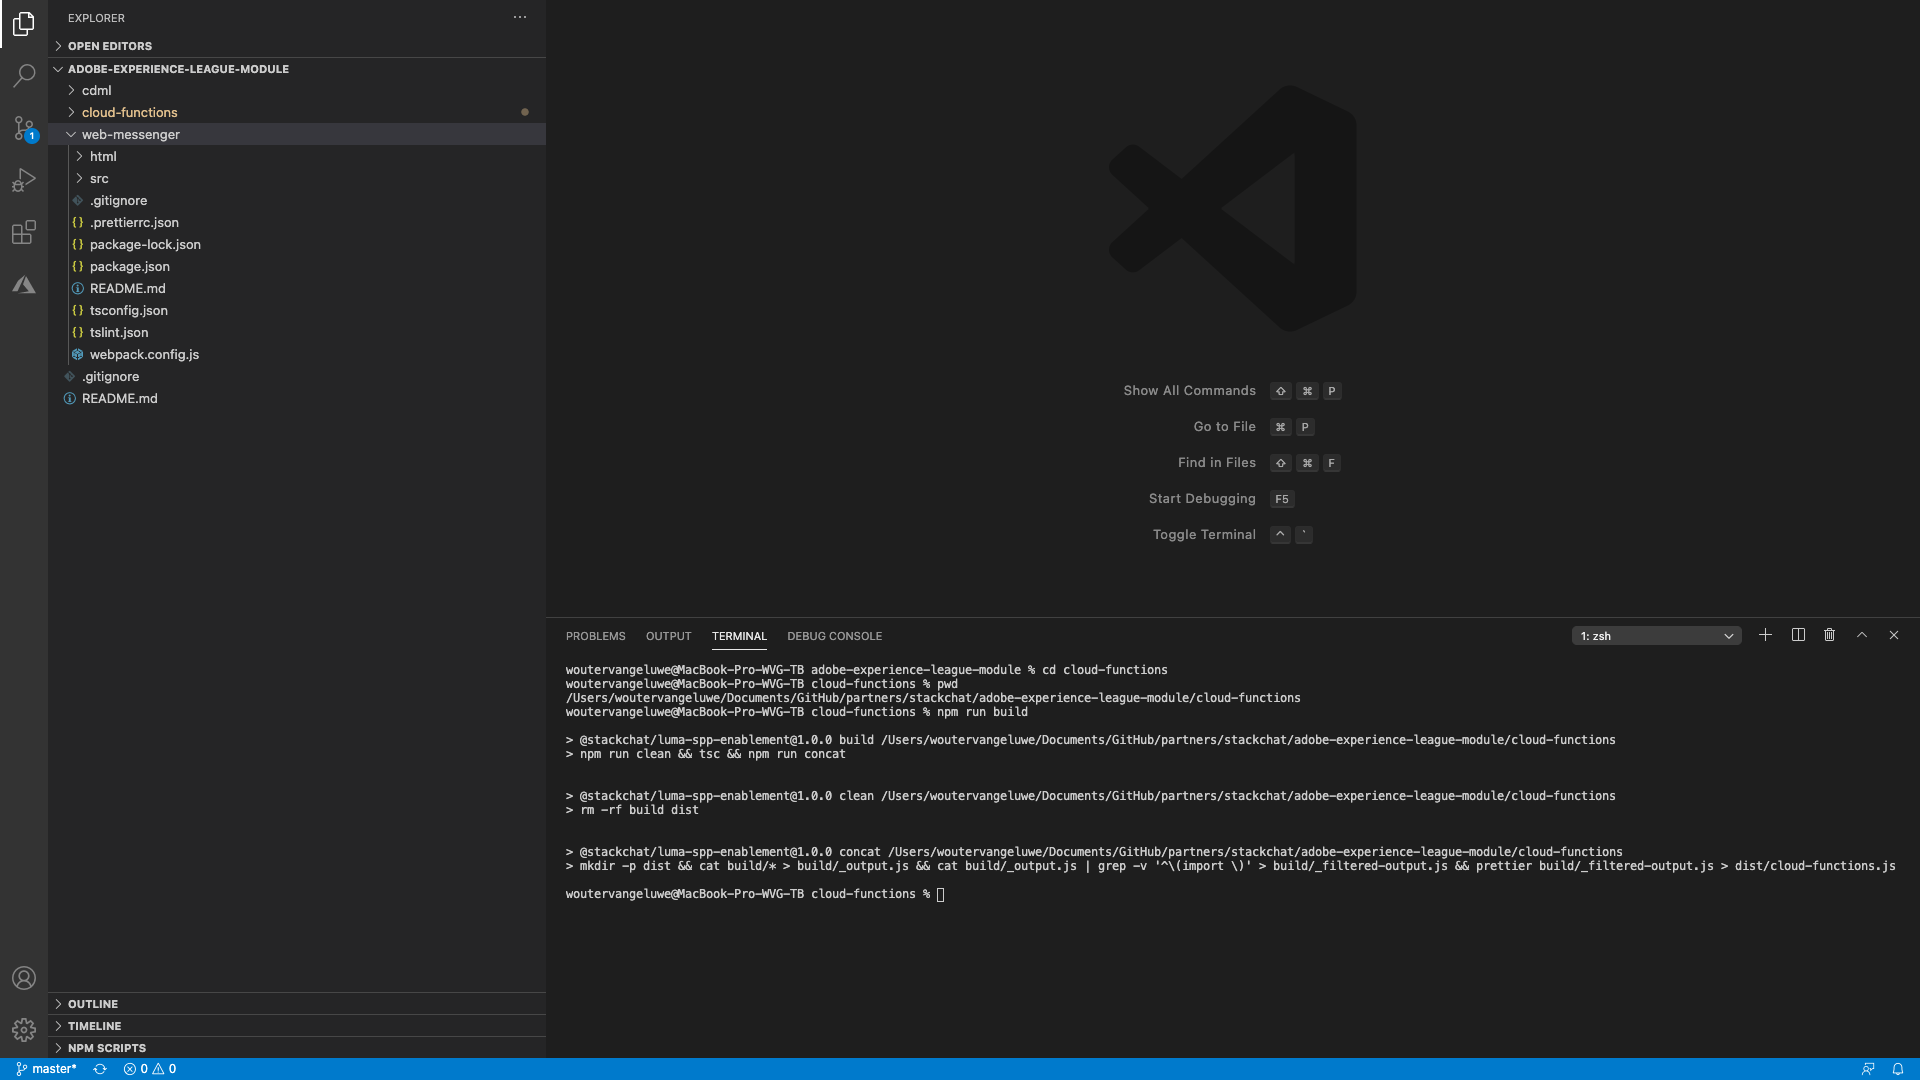 EXPLORER
OPEN EDITORS
ADOBE-EXPERIENCE-LEAGUE-MODULE
cdml
cloud-functions
web-messenger
html
src
.gitignore
.prettierrc.json
package-lock.json
package.json
README.md
tsconfig.json
tslint.json
webpack.config.js
.gitignore
README.md
1
OUTLINE
TIMELINE
NPM SCRIPTS
Show All Commands ⇧ ⌘ P
Go to File ⌘ P
Find in Files ⇧ ⌘ F
Start Debugging F5
Toggle Terminal ^ `
PROBLEMS OUTPUT TERMINAL DEBUG CONSOLE 1: zsh
woutervangeluwe@MacBook-Pro-WVG-TB adobe-experience-league-module % cd cloud-functions
woutervangeluwe@MacBook-Pro-WVG-TB cloud-functions % pwd
/Users/woutervangeluwe/Documents/GitHub/partners/stackchat/adobe-experience-league-module/cloud-functions
woutervangeluwe@MacBook-Pro-WVG-TB cloud-functions % npm run build
> @stackchat/luma-spp-enablement@1.0.0 build /Users/woutervangeluwe/Documents/GitHub/partners/stackchat/adobe-experience-league-module/cloud-functions
> npm run clean && tsc && npm run concat
> @stackchat/luma-spp-enablement@1.0.0 clean /Users/woutervangeluwe/Documents/GitHub/partners/stackchat/adobe-experience-league-module/cloud-functions
> rm -rf build dist
> @stackchat/luma-spp-enablement@1.0.0 concat /Users/woutervangeluwe/Documents/GitHub/partners/stackchat/adobe-experience-league-module/cloud-functions
> mkdir -p dist && cat build/* > build/_output.js && cat build/_output.js | grep -v '^\(import \)' > build/_filtered-output.js && prettier build/_filtered-output.js > dist/cloud-functions.js
woutervangeluwe@MacBook-Pro-WVG-TB cloud-functions %
master* 0 0